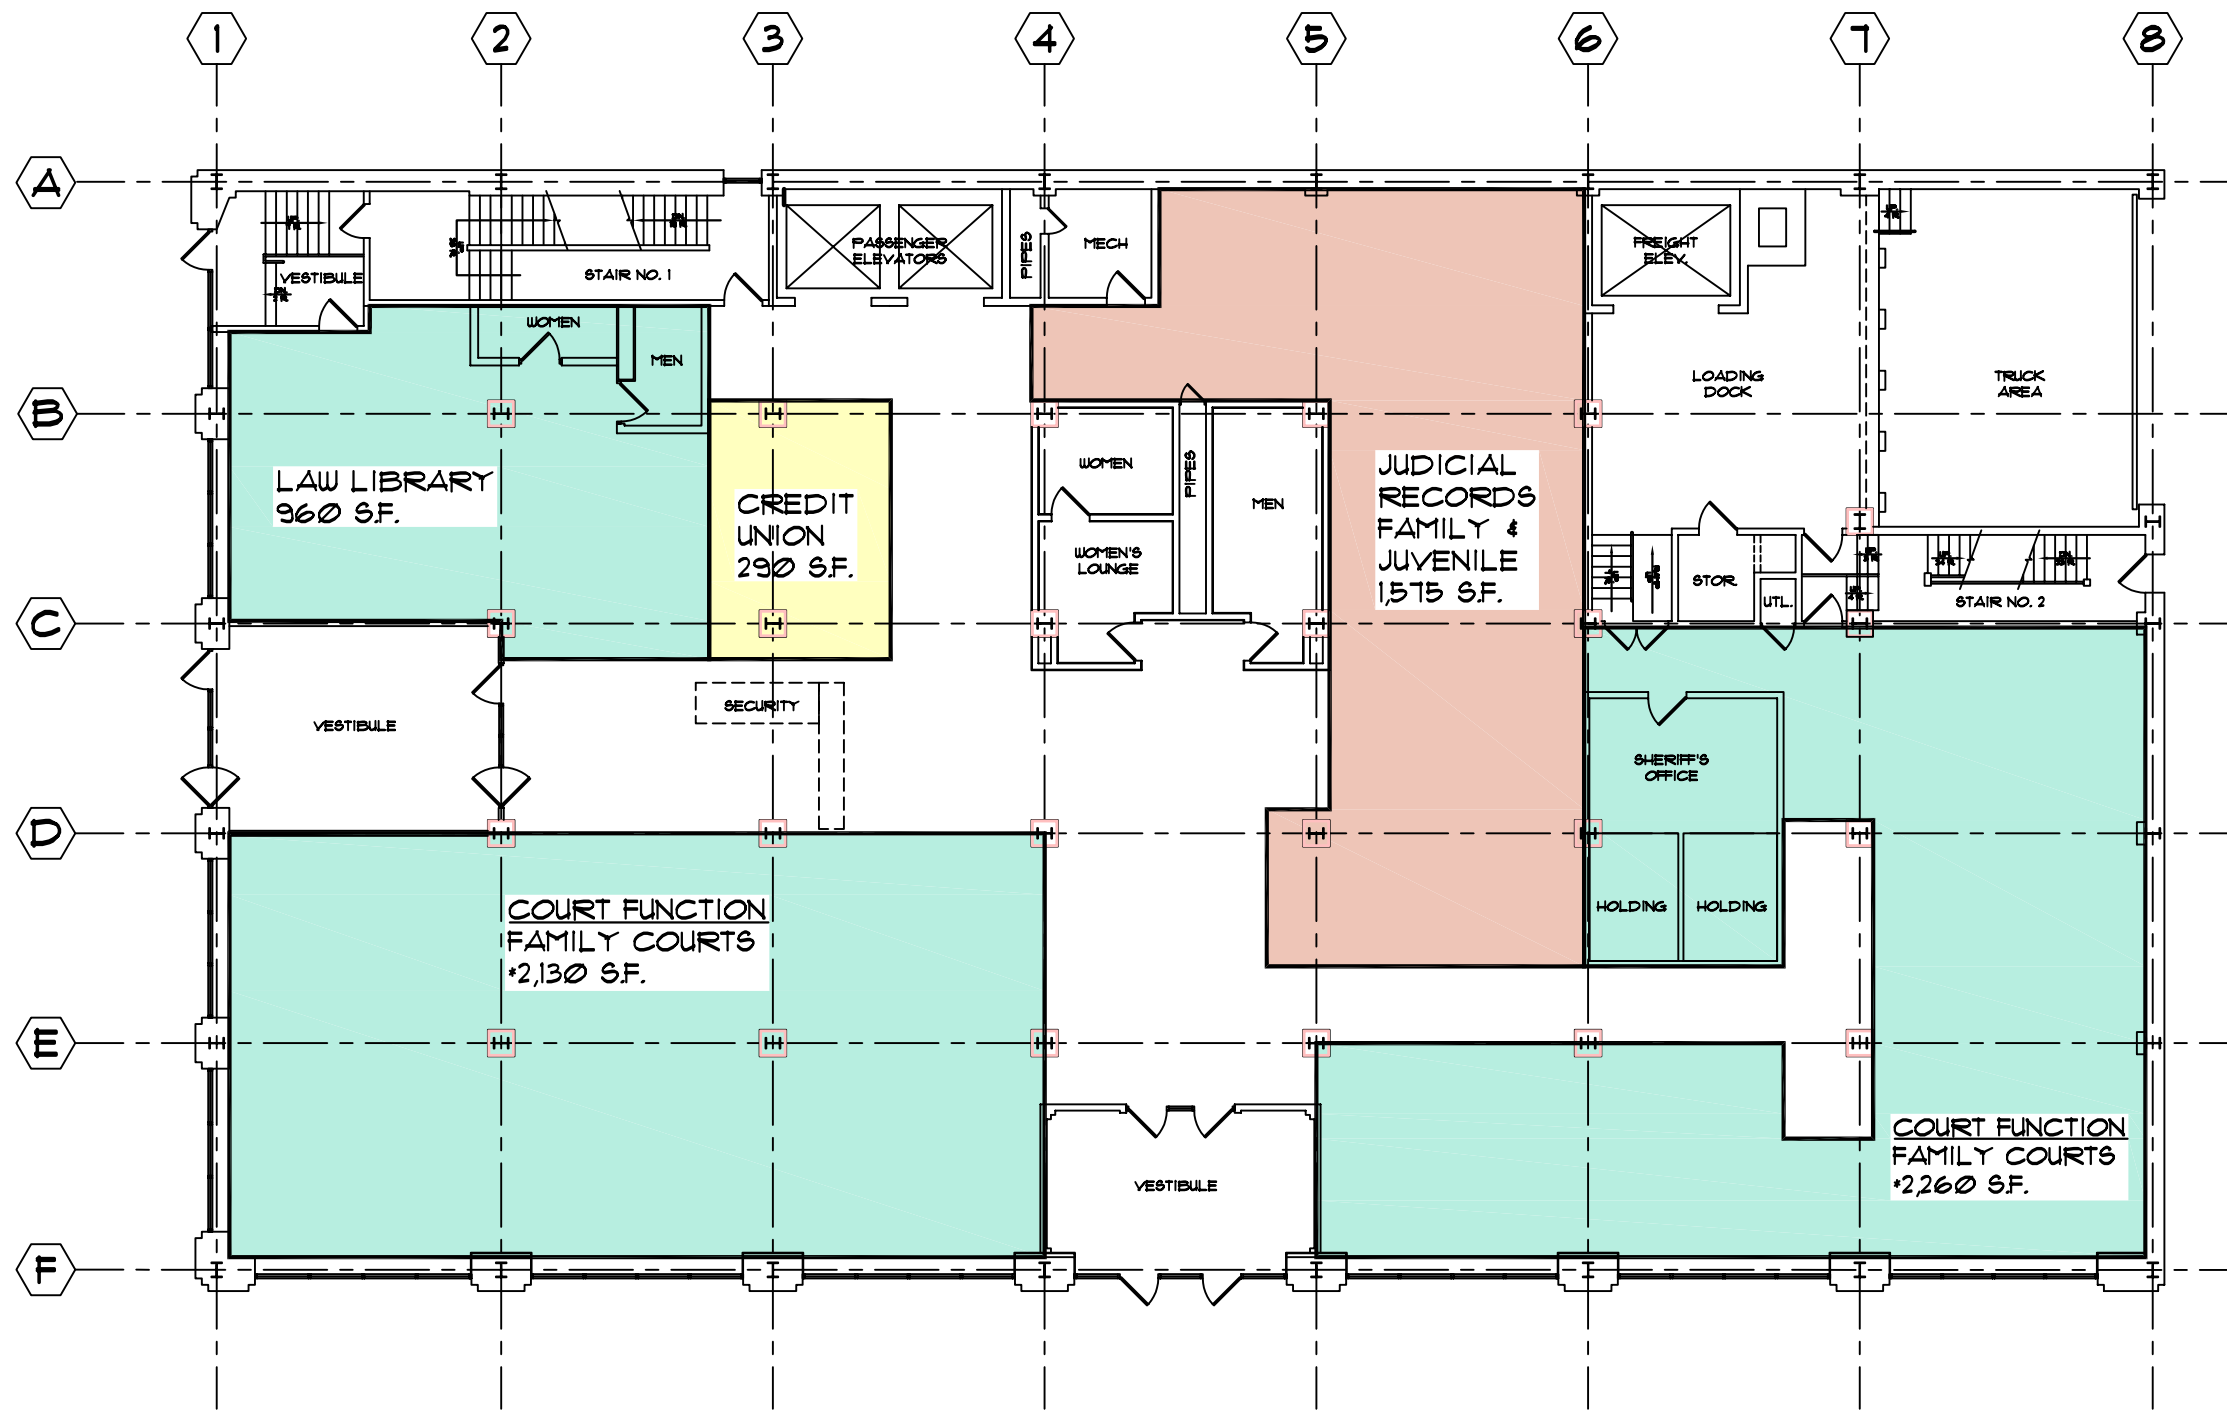 1 2 3 4 5 6 7 8
A
B
C
D
E
F
VESTIBULE
STAIR NO. 1
PASSENGER
ELEVATORS
PIPES
MECH
FREIGHT
ELEV.
WOMEN
MEN
LOADING
DOCK
TRUCK
AREA
LAW LIBRARY
960 S.F.
CREDIT
UNION
290 S.F.
WOMEN
PIPES
MEN
WOMEN'S
LOUNGE
JUDICIAL
RECORDS
FAMILY &
JUVENILE
1,575 S.F.
STOR.
UTL.
STAIR NO. 2
VESTIBULE
SECURITY
SHERIFF'S
OFFICE
HOLDING
HOLDING
COURT FUNCTION
FAMILY COURTS
*2,130 S.F.
VESTIBULE
COURT FUNCTION
FAMILY COURTS
*2,260 S.F.